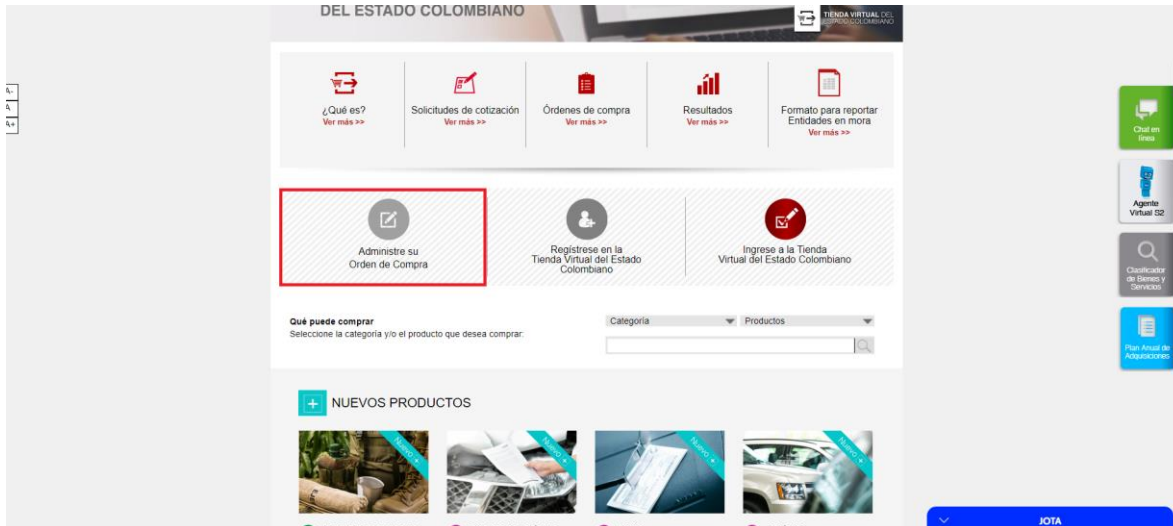 DEL ESTADO COLOMBIANO
TIENDA VIRTUAL DEL
ESTADO COLOMBIANO
¿Qué es?
Ver más >>
Solicitudes de cotización
Ver más >>
Órdenes de compra
Ver más >>
Resultados
Ver más >>
Formato para reportar
Entidades en mora
Ver más >>
Administre su
Orden de Compra
Regístrese en la
Tienda Virtual del Estado
Colombiano
Ingrese a la Tienda
Virtual del Estado Colombiano
Qué puede comprar
Seleccione la categoría y/o el producto que desea comprar:
Categoría
Productos
NUEVOS PRODUCTOS
Nuevo +
Nuevo +
Nuevo +
Nuevo +
Chat en
línea
Agente
Virtual S2
Clasificador
de Bienes y
Servicios
Plan Anual de
Adquisiciones
JOTA